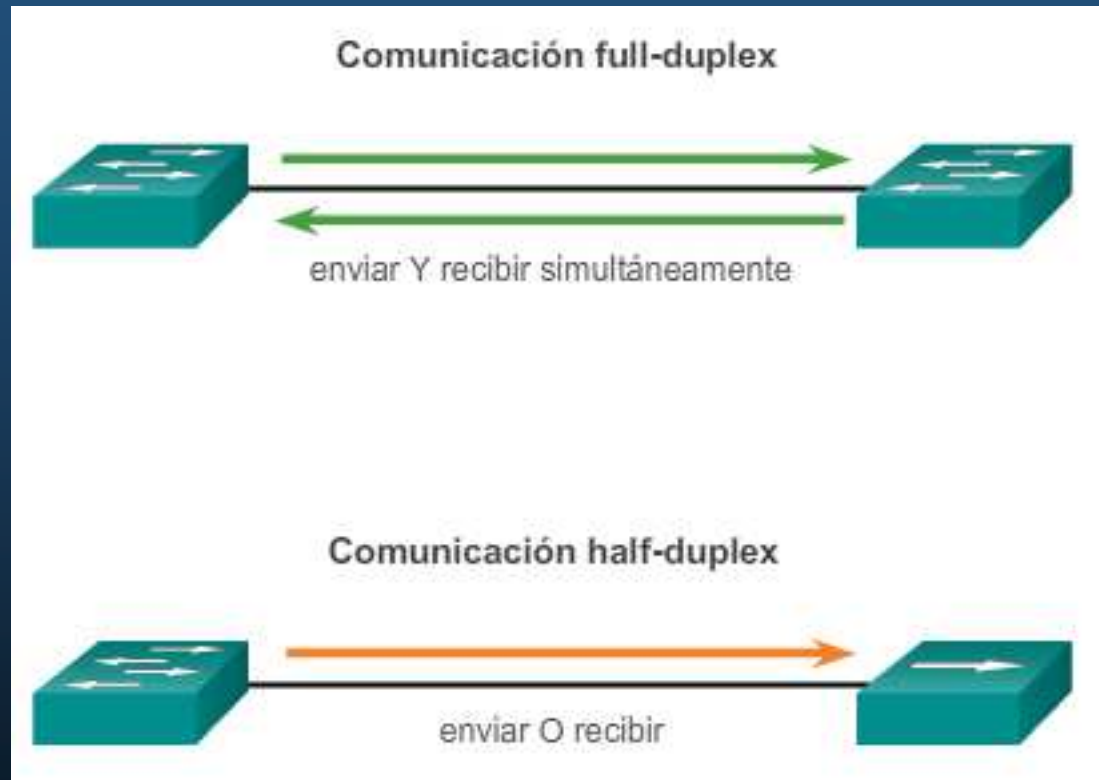 Comunicación full-duplex
enviar Y recibir simultáneamente
Comunicación half-duplex
enviar O recibir